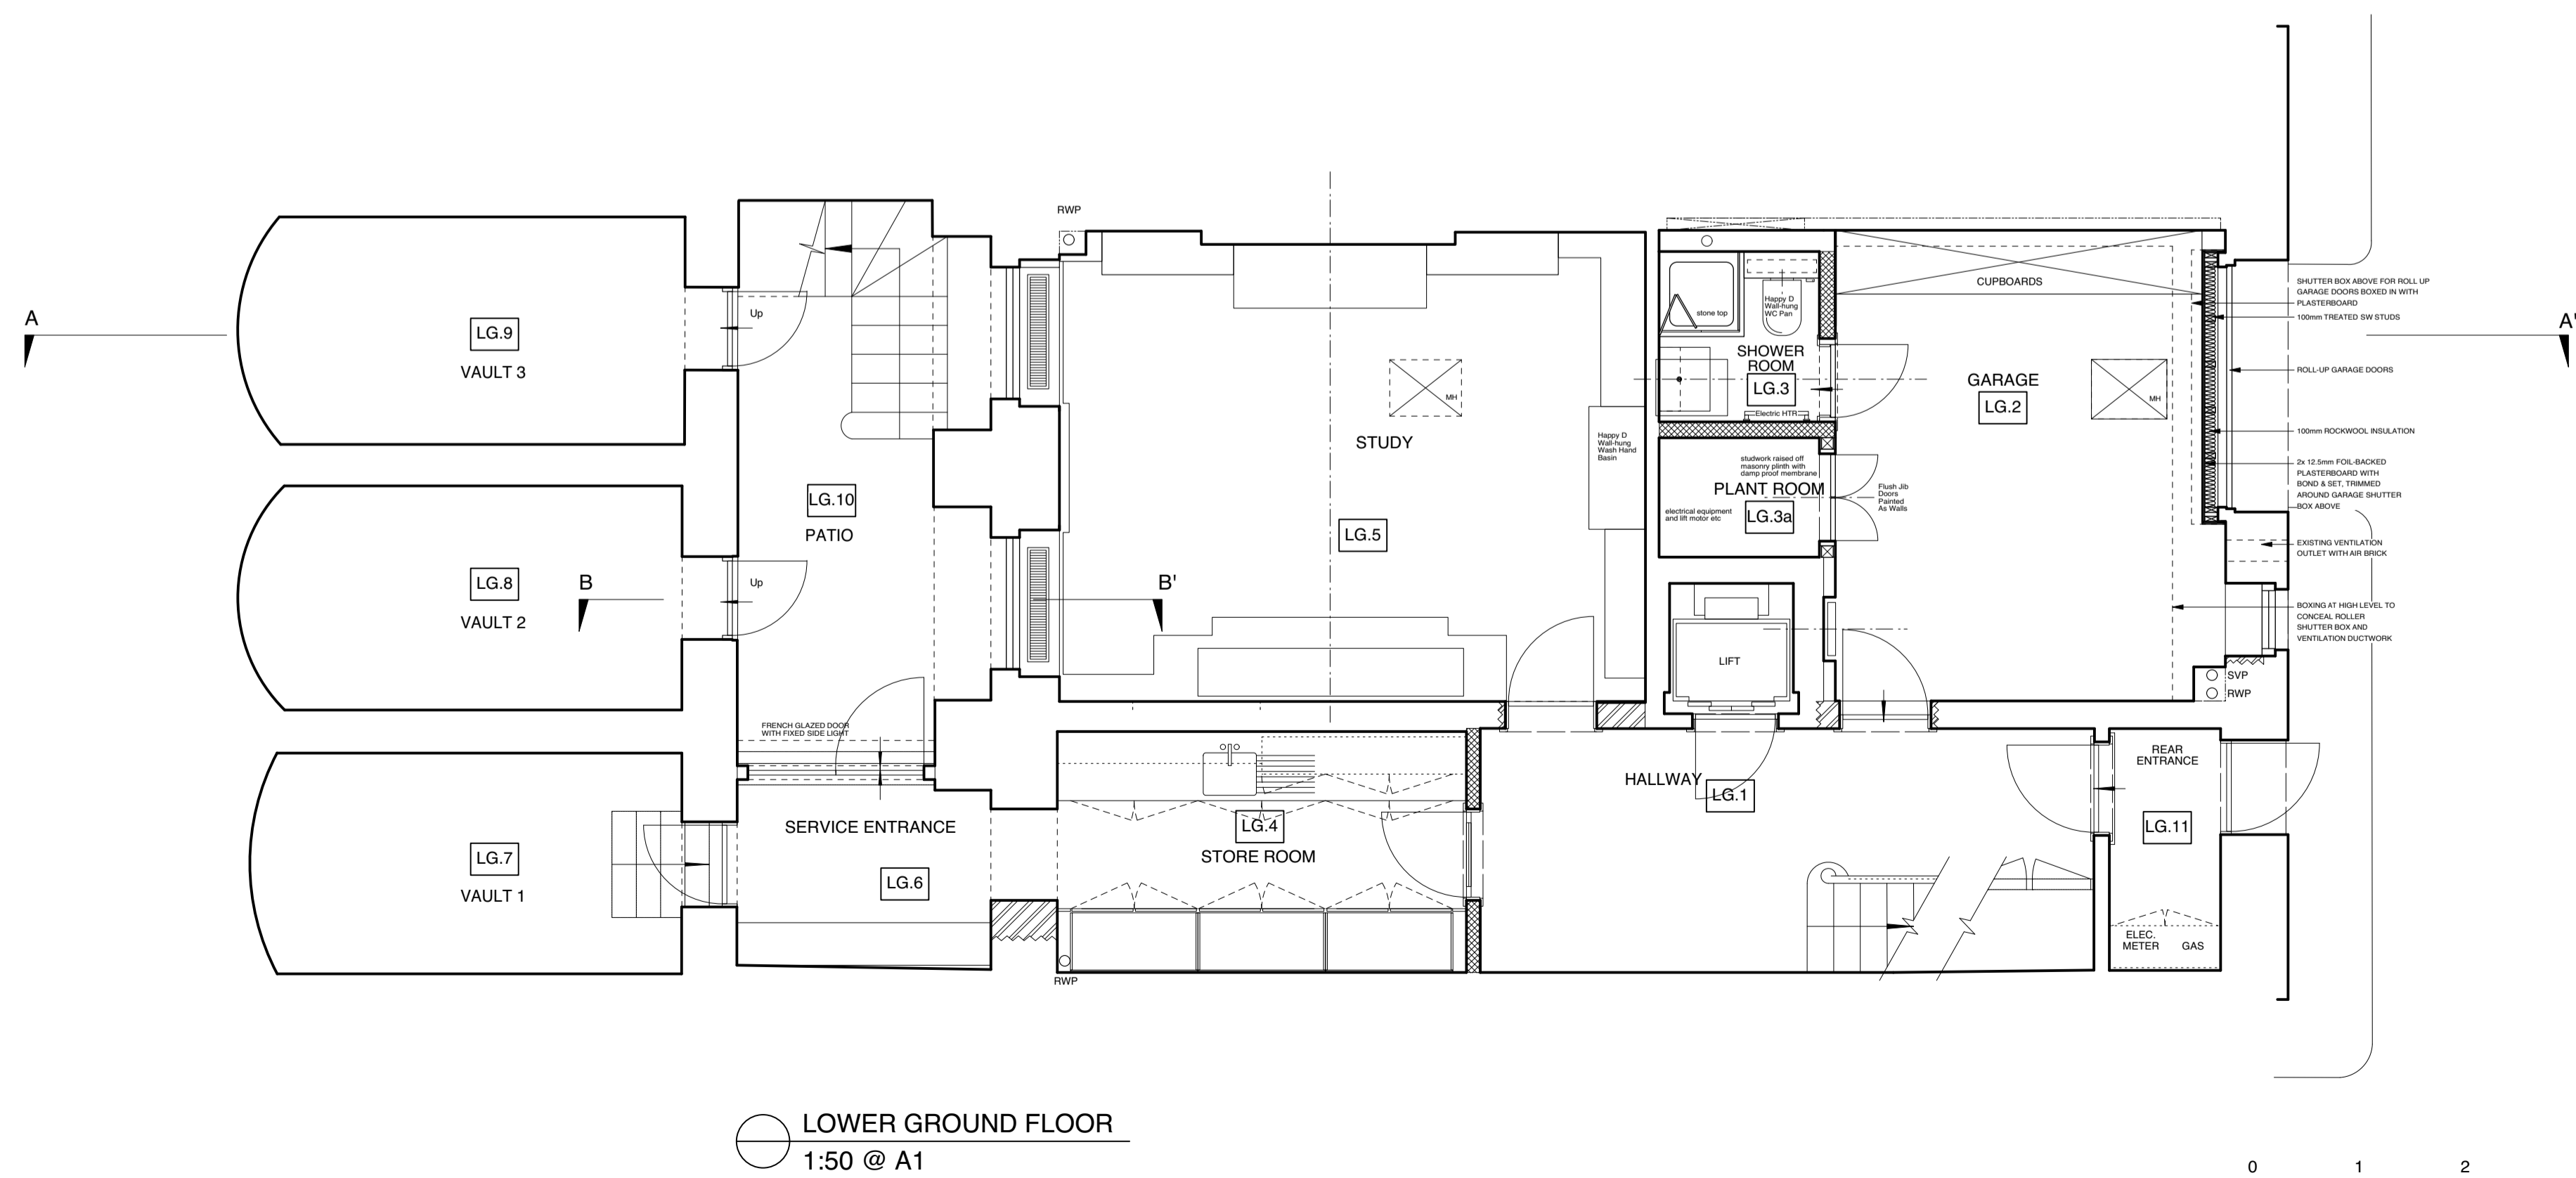 A
A'
B
B'
LG.9
VAULT 3
LG.8
VAULT 2
LG.7
VAULT 1
Up
Up
LG.10
PATIO
FRENCH GLAZED DOOR
WITH FIXED SIDE LIGHT
SERVICE ENTRANCE
LG.6
RWP
RWP
STUDY
LG.5
MH
Happy D
Wall-hung
Wash Hand
Basin
LG.4
STORE ROOM
stone top
Happy D
Wall-hung
WC Pan
SHOWER
ROOM
LG.3
Electric HTR
studwork raised off
masonry plinth with
damp proof membrane
PLANT ROOM
LG.3a
electrical equipment
and lift motor etc
Flush Jib
Doors
Painted
As Walls
LIFT
HALLWAY
LG.1
CUPBOARDS
GARAGE
LG.2
MH
SVP
RWP
REAR
ENTRANCE
LG.11
ELEC.
METER
GAS
SHUTTER BOX ABOVE FOR ROLL UP
GARAGE DOORS BOXED IN WITH
PLASTERBOARD
100mm TREATED SW STUDS
ROLL-UP GARAGE DOORS
100mm ROCKWOOL INSULATION
2x 12.5mm FOIL-BACKED
PLASTERBOARD WITH
BOND & SET, TRIMMED
AROUND GARAGE SHUTTER
BOX ABOVE
EXISTING VENTILATION
OUTLET WITH AIR BRICK
BOXING AT HIGH LEVEL TO
CONCEAL ROLLER
SHUTTER BOX AND
VENTILATION DUCTWORK
LOWER GROUND FLOOR
1:50 @ A1
0 1 2